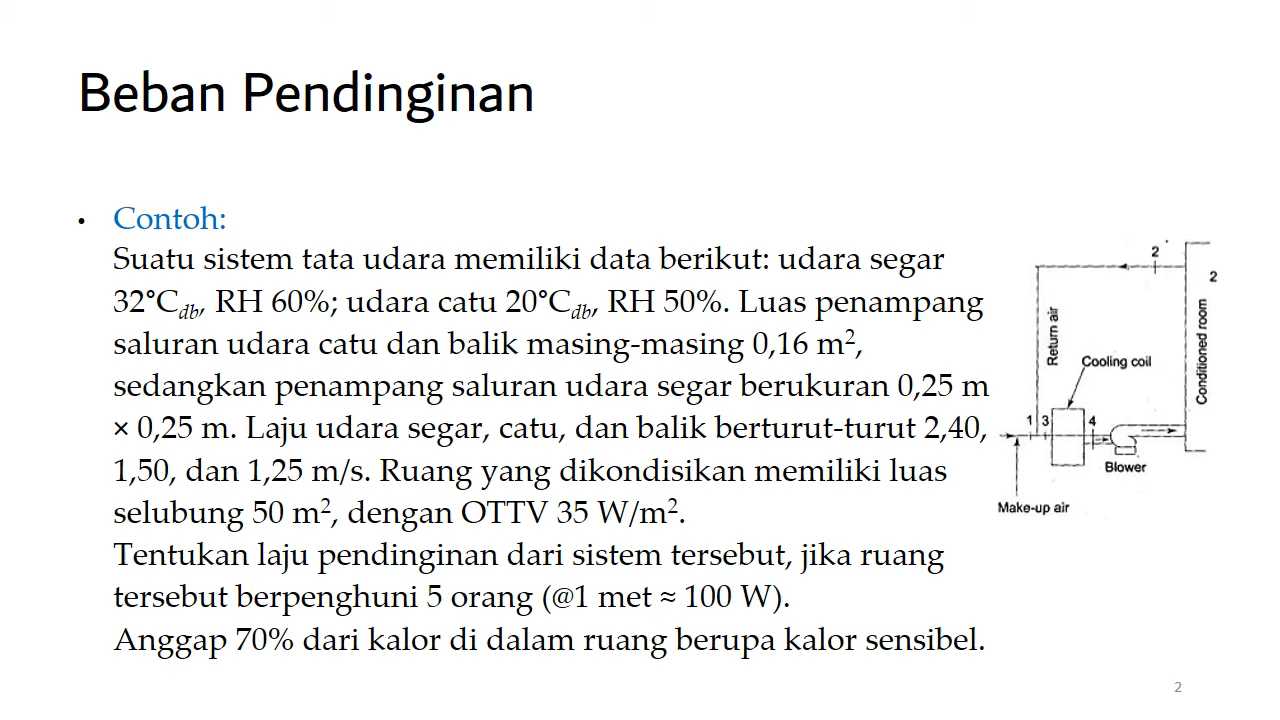 Beban Pendinginan
• Contoh:
Suatu sistem tata udara memiliki data berikut: udara segar
32°Cdb, RH 60%; udara catu 20°Cdb, RH 50%. Luas penampang
saluran udara catu dan balik masing-masing 0,16 m²,
sedangkan penampang saluran udara segar berukuran 0,25 m
× 0,25 m. Laju udara segar, catu, dan balik berturut-turut 2,40,
1,50, dan 1,25 m/s. Ruang yang dikondisikan memiliki luas
selubung 50 m², dengan OTTV 35 W/m².
Tentukan laju pendinginan dari sistem tersebut, jika ruang
tersebut berpenghuni 5 orang (@1 met ≈ 100 W).
Anggap 70% dari kalor di dalam ruang berupa kalor sensibel.
2
2
Return air
Cooling coil
Conditioned room
1
3
4
Blower
Make-up air
2